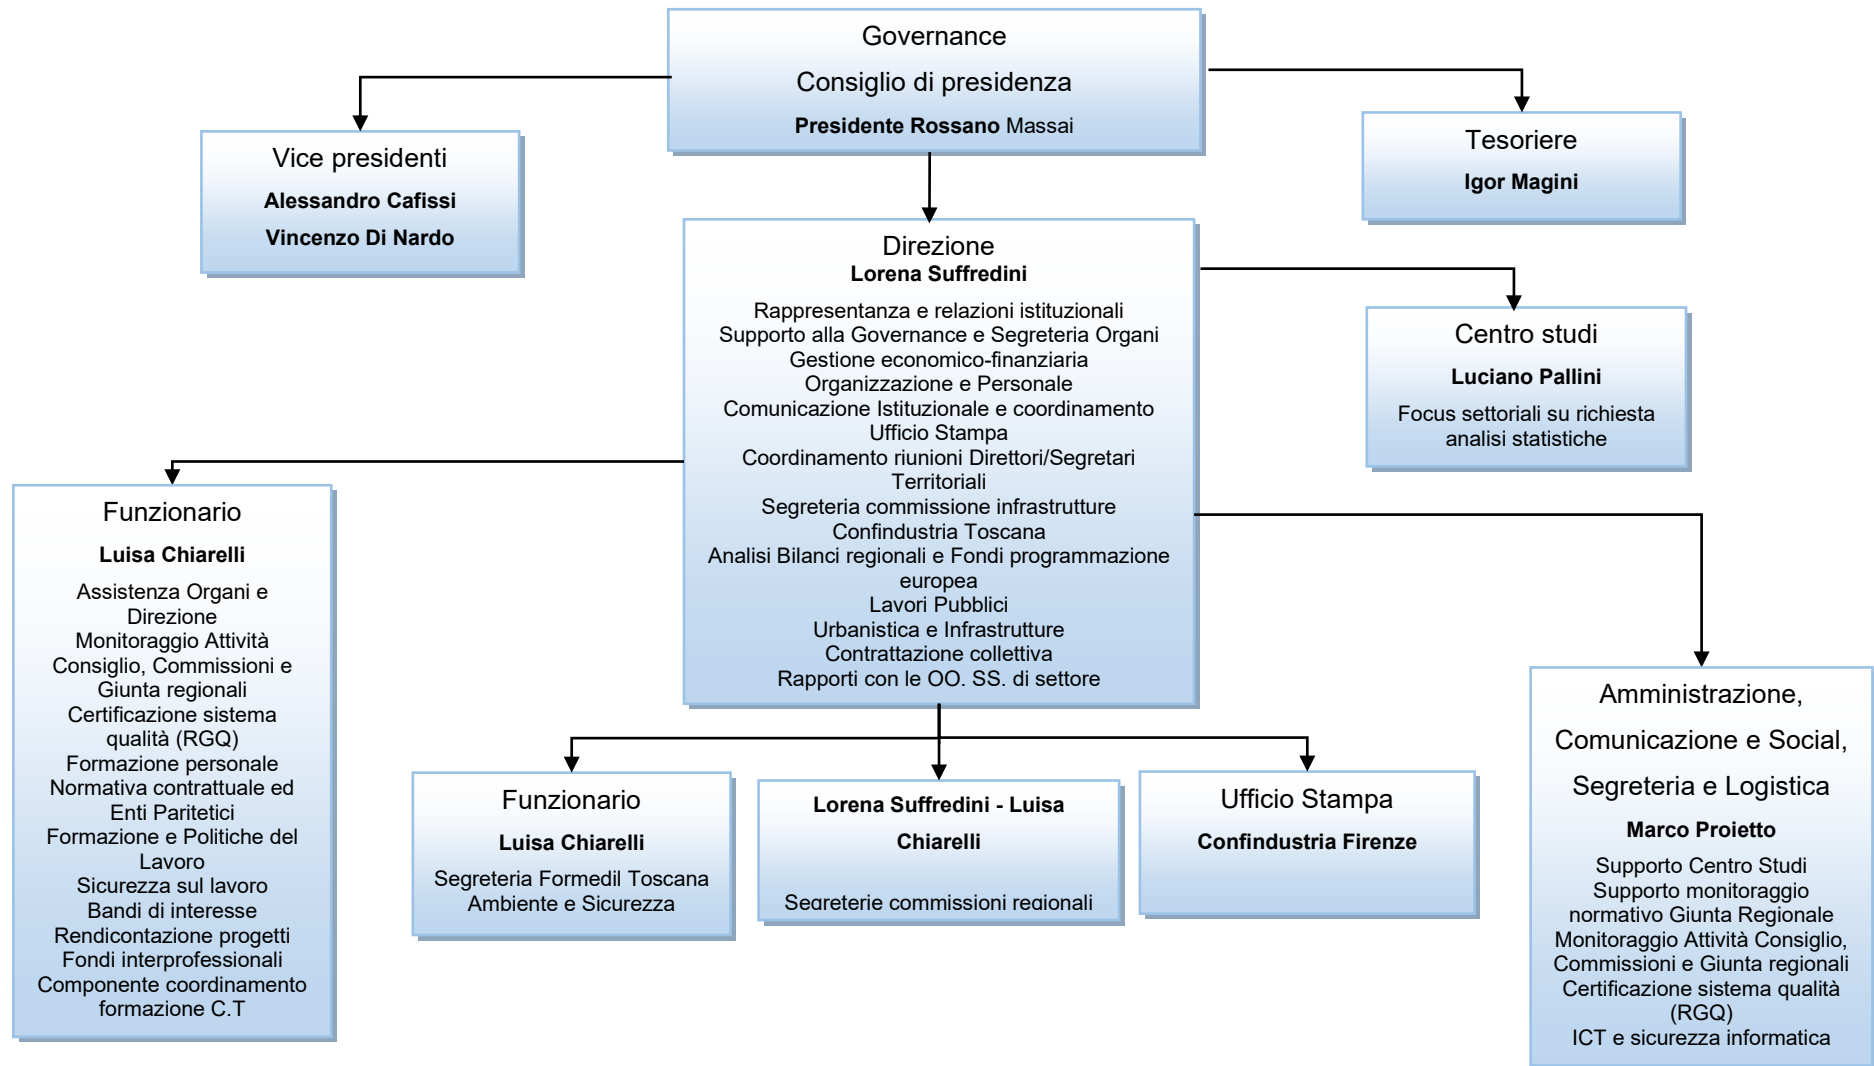 Governance
Consiglio di presidenza
Presidente Rossano Massai
Vice presidenti
Alessandro Cafissi
Vincenzo Di Nardo
Tesoriere
Igor Magini
Direzione
Lorena Suffredini
Rappresentanza e relazioni istituzionali
Supporto alla Governance e Segreteria Organi
Gestione economico-finanziaria
Organizzazione e Personale
Comunicazione Istituzionale e coordinamento
Ufficio Stampa
Coordinamento riunioni Direttori/Segretari
Territoriali
Segreteria commissione infrastrutture
Confindustria Toscana
Analisi Bilanci regionali e Fondi programmazione
europea
Lavori Pubblici
Urbanistica e Infrastrutture
Contrattazione collettiva
Rapporti con le OO. SS. di settore
Centro studi
Luciano Pallini
Focus settoriali su richiesta
analisi statistiche
Funzionario
Luisa Chiarelli
Assistenza Organi e
Direzione
Monitoraggio Attività
Consiglio, Commissioni e
Giunta regionali
Certificazione sistema
qualità (RGQ)
Formazione personale
Normativa contrattuale ed
Enti Paritetici
Formazione e Politiche del
Lavoro
Sicurezza sul lavoro
Bandi di interesse
Rendicontazione progetti
Fondi interprofessionali
Componente coordinamento
formazione C.T
Funzionario
Luisa Chiarelli
Segreteria Formedil Toscana
Ambiente e Sicurezza
Lorena Suffredini - Luisa
Chiarelli
Segreterie commissioni regionali
Ufficio Stampa
Confindustria Firenze
Amministrazione,
Comunicazione e Social,
Segreteria e Logistica
Marco Proietto
Supporto Centro Studi
Supporto monitoraggio
normativo Giunta Regionale
Monitoraggio Attività Consiglio,
Commissioni e Giunta regionali
Certificazione sistema qualità
(RGQ)
ICT e sicurezza informatica